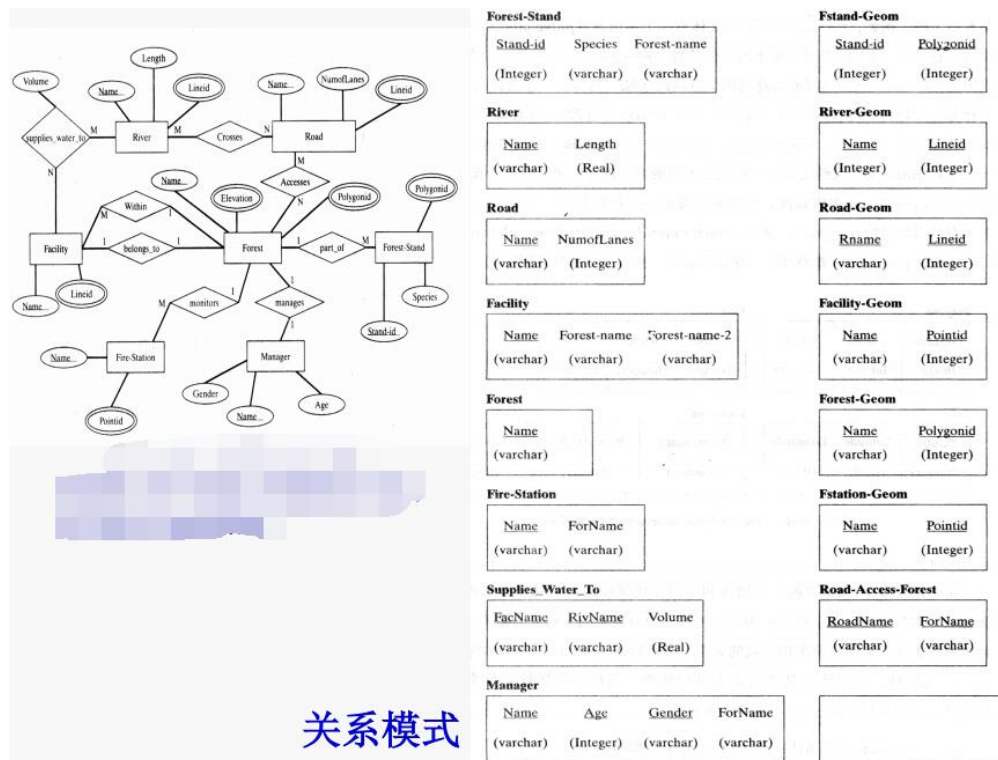 Length
Volume
Name
Lineid
Name
NumofLanes
Lineid
supplies_water_to
M
River
M
Crosses
N
Road
N
M
Accesses
N
Name
Elevation
Polygonid
Polygonid
Within
M
1
Facility
1
belongs_to
1
Forest
1
part_of
M
Forest-Stand
Name
Lineid
M
monitors
1
1
manages
1
Species
Stand-id
Name
Fire-Station
Manager
Pointid
Gender
Name
Age
关系模式
Forest-Stand
Stand-id Species Forest-name
(Integer) (varchar) (varchar)
River
Name Length
(varchar) (Real)
Road
Name NumofLanes
(varchar) (Integer)
Facility
Name Forest-name Forest-name-2
(varchar) (varchar) (varchar)
Forest
Name
(varchar)
Fire-Station
Name ForName
(varchar) (varchar)
Supplies_Water_To
FacName RivName Volume
(varchar) (varchar) (Real)
Manager
Name Age Gender ForName
(varchar) (Integer) (varchar) (varchar)
Fstand-Geom
Stand-id Polygonid
(Integer) (Integer)
River-Geom
Name Lineid
(Integer) (Integer)
Road-Geom
Rname Lineid
(varchar) (Integer)
Facility-Geom
Name Pointid
(varchar) (Integer)
Forest-Geom
Name Polygonid
(varchar) (Integer)
Fstation-Geom
Name Pointid
(varchar) (Integer)
Road-Access-Forest
RoadName ForName
(varchar) (varchar)